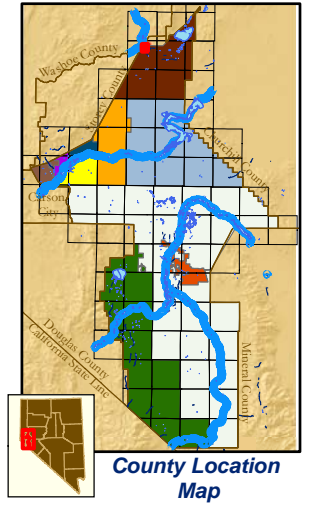 Washoe County
Storey County
Churchill County
Carson
City
Douglas County
California State Line
Mineral County
County Location
Map